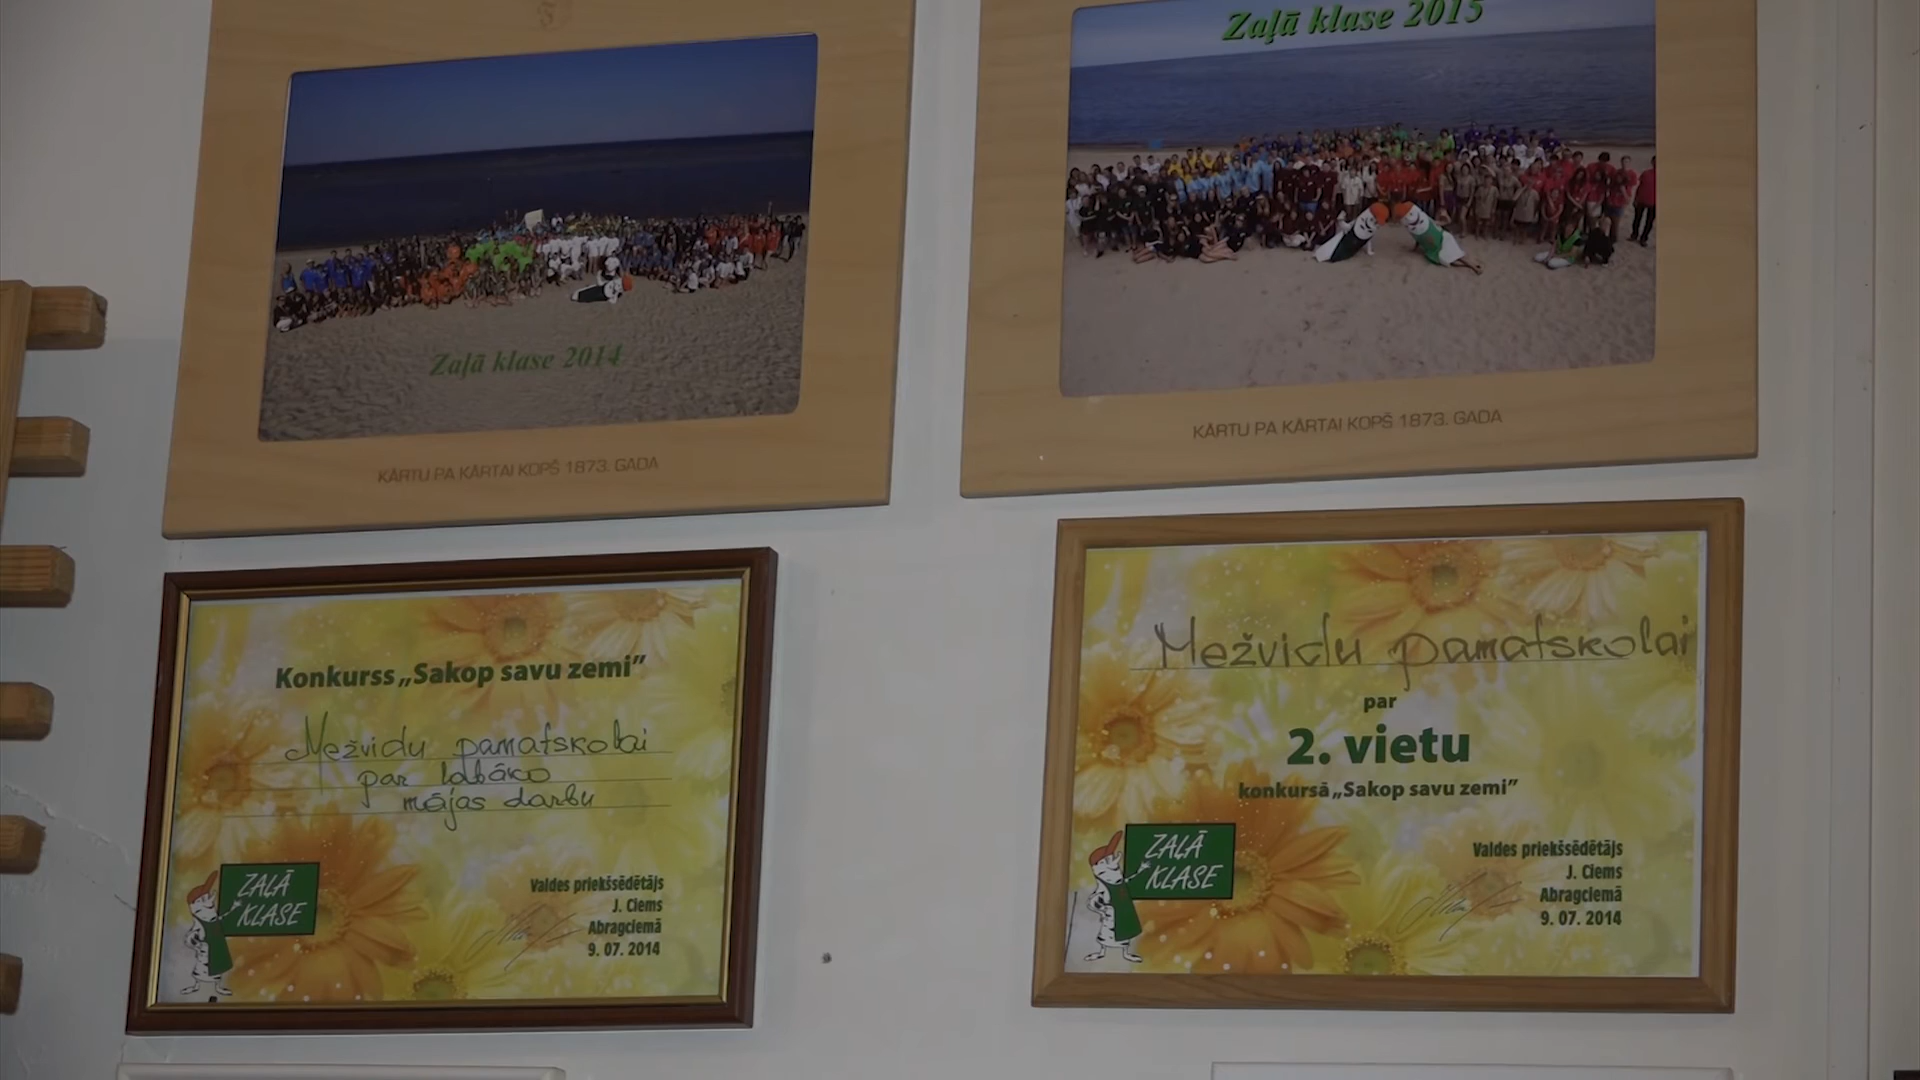 Zaļā klase 2014
KĀRTU PA KĀRTAI KOPŠ 1873. GADA
Zaļā klase 2015
KĀRTU PA KĀRTAI KOPŠ 1873. GADA
Konkurss „Sakop savu zemi”
Mežvidu pamatskolai
par labāko
mājas darbu
ZAĻĀ
KLASE
Valdes priekšsēdētājs
J. Ciems
Abragciemā
9. 07. 2014
Mežvidu pamatskolai
par
2. vietu
konkursā „Sakop savu zemi”
ZAĻĀ
KLASE
Valdes priekšsēdētājs
J. Ciems
Abragciemā
9. 07. 2014